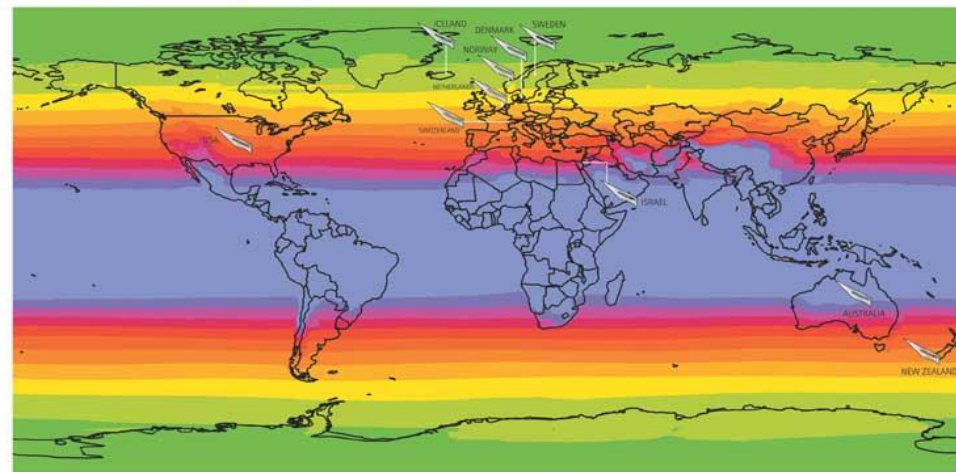 ICELAND
DENMARK
SWEDEN
NORWAY
NETHERLANDS
SWITZERLAND
USA
ISRAEL
AUSTRALIA
NEW ZEALAND